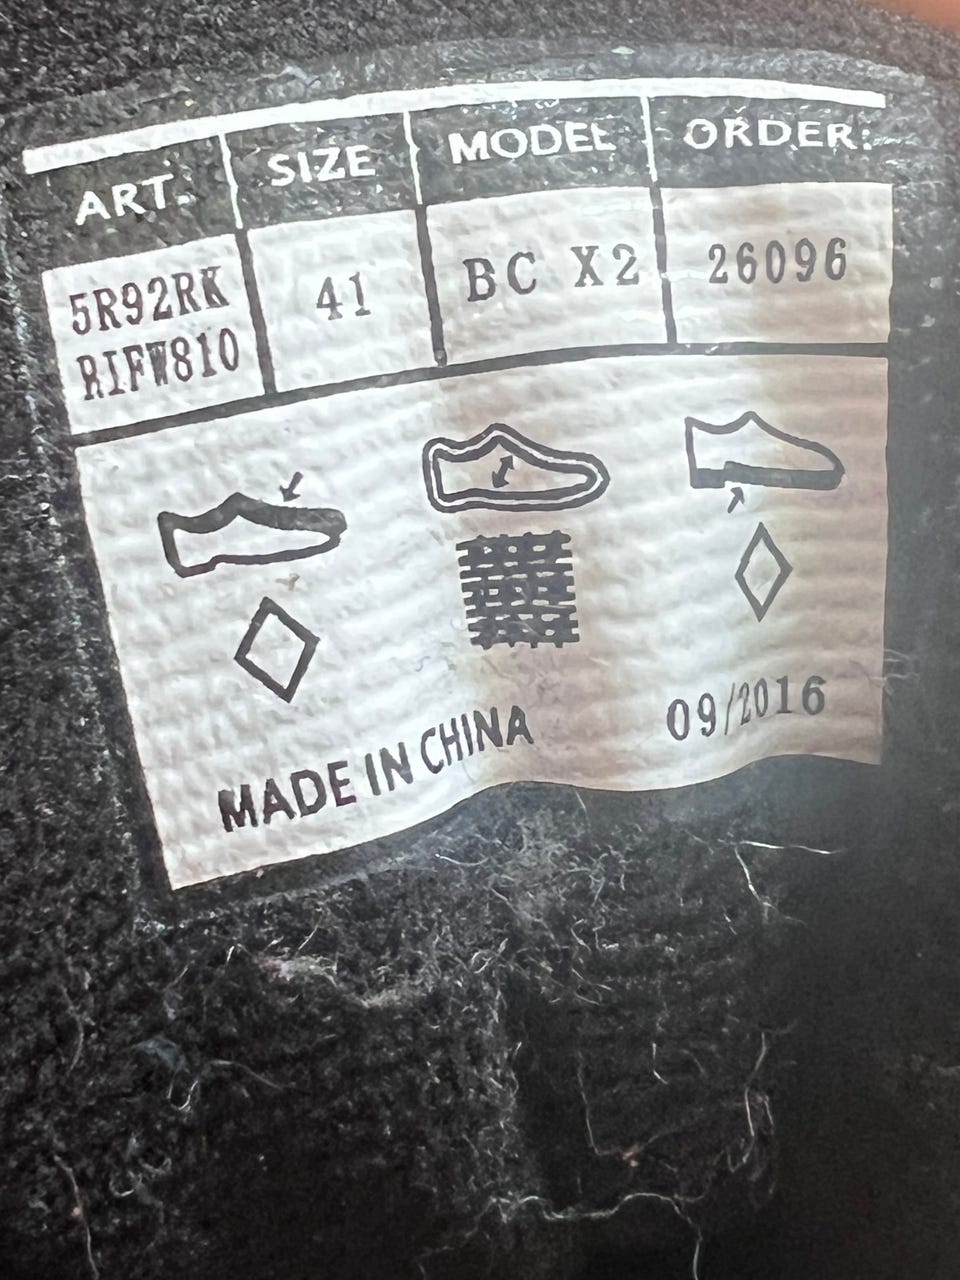 ART. SIZE MODEL ORDER:
5R92RK 41 BC X2 26096
RIFW810
MADE IN CHINA 09/2016